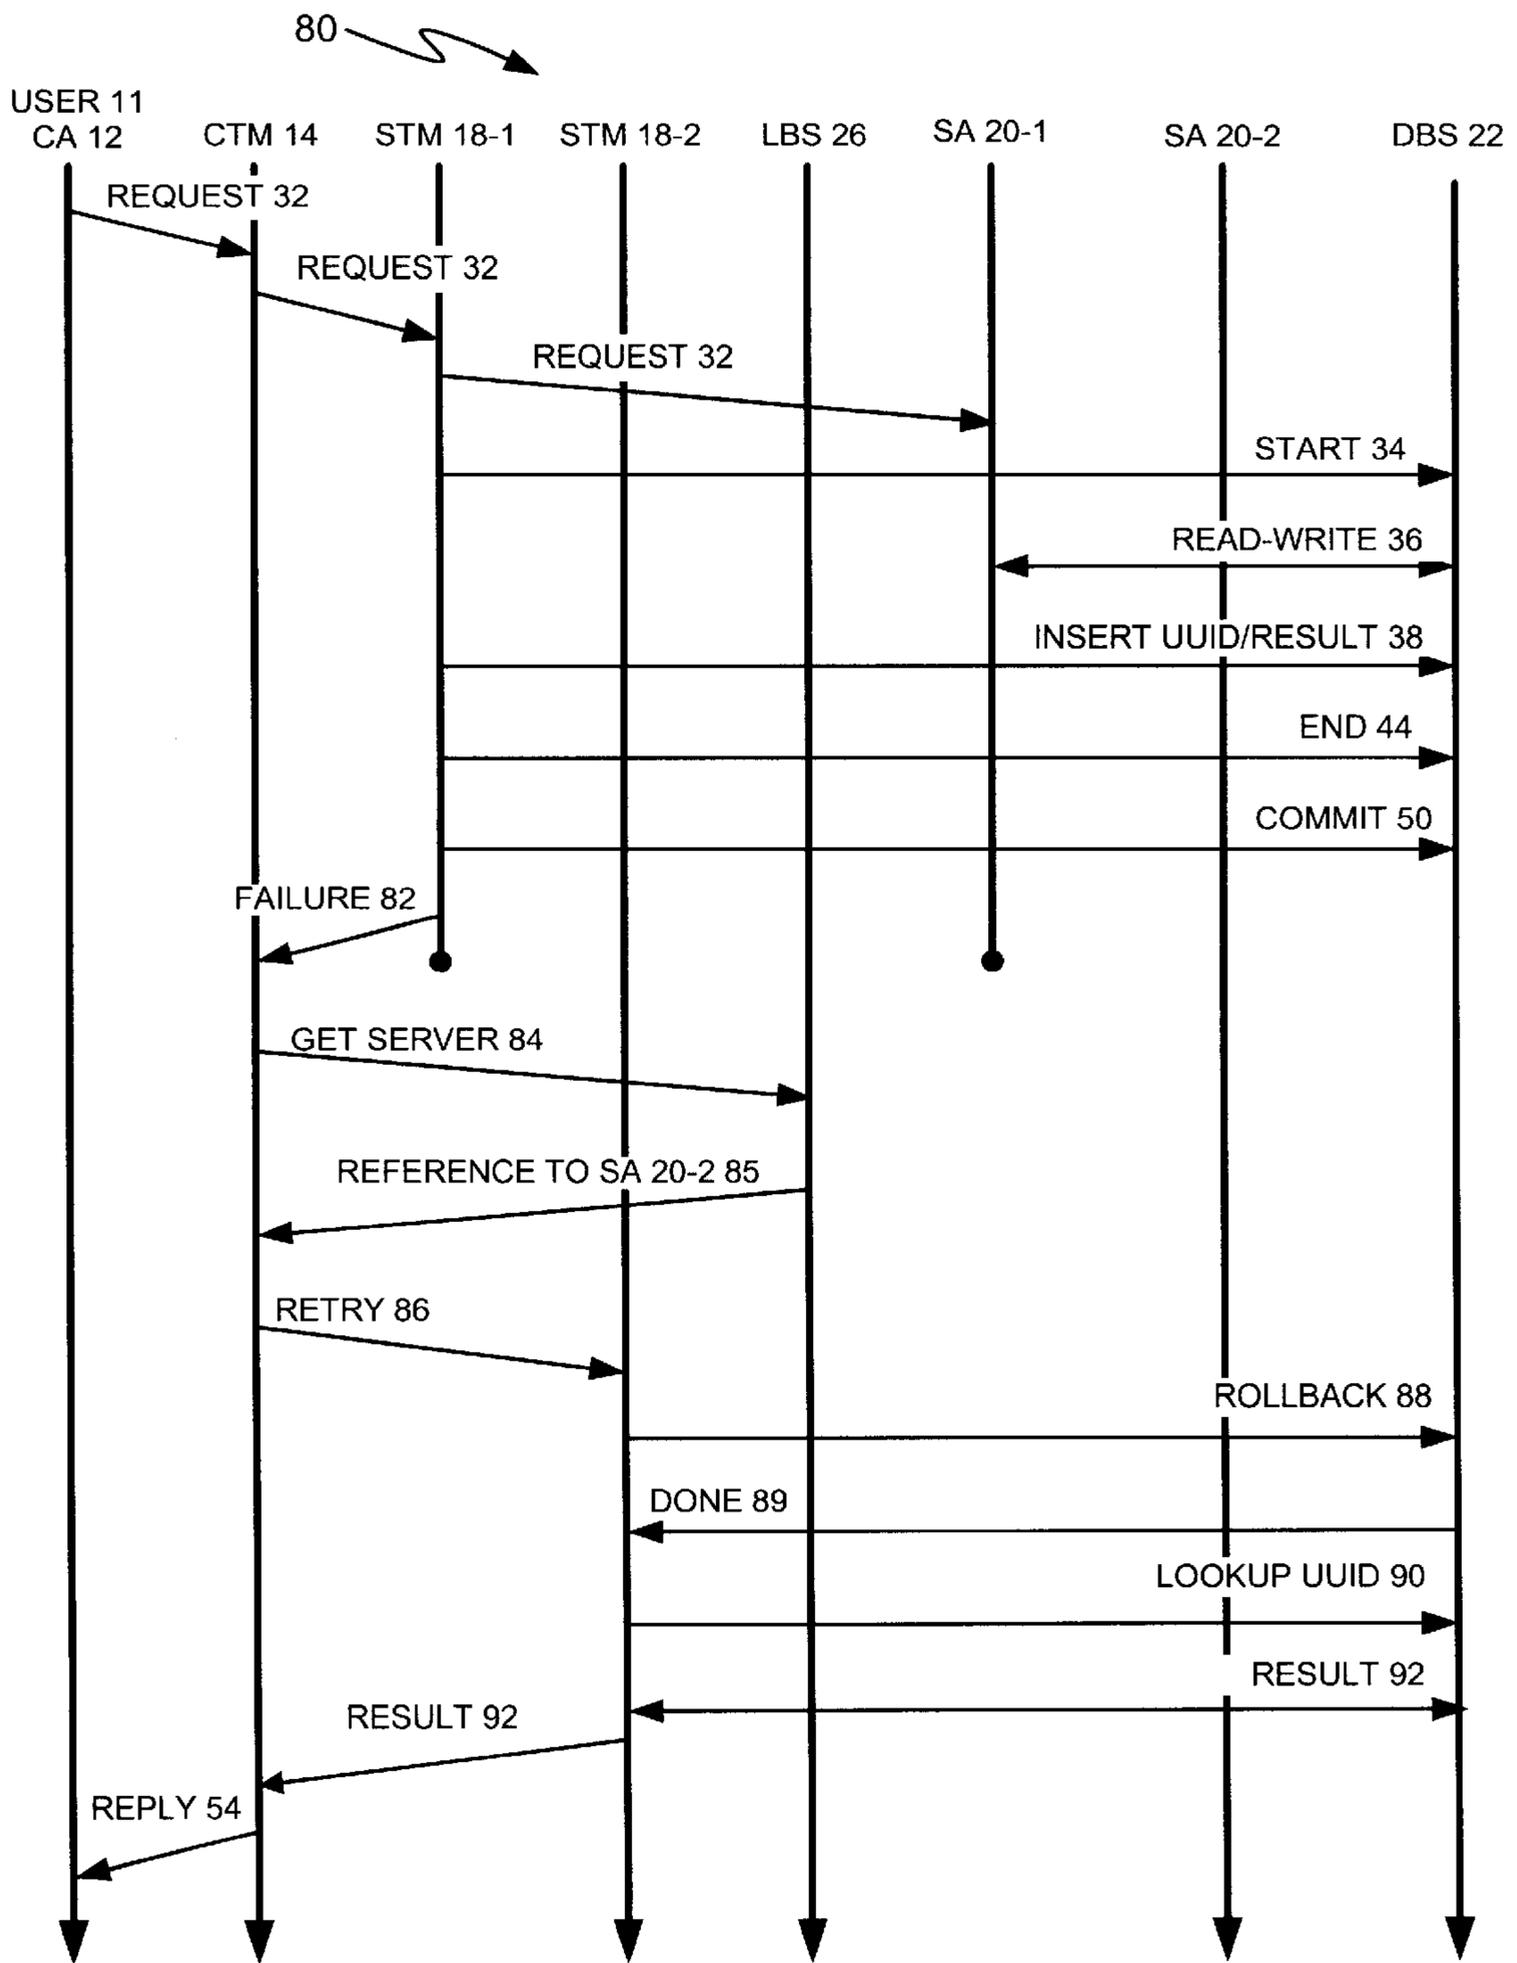 80
USER 11
CA 12
CTM 14
STM 18-1
STM 18-2
LBS 26
SA 20-1
SA 20-2
DBS 22
REQUEST 32
REQUEST 32
REQUEST 32
START 34
READ-WRITE 36
INSERT UUID/RESULT 38
END 44
COMMIT 50
FAILURE 82
GET SERVER 84
REFERENCE TO SA 20-2 85
RETRY 86
ROLLBACK 88
DONE 89
LOOKUP UUID 90
RESULT 92
RESULT 92
REPLY 54